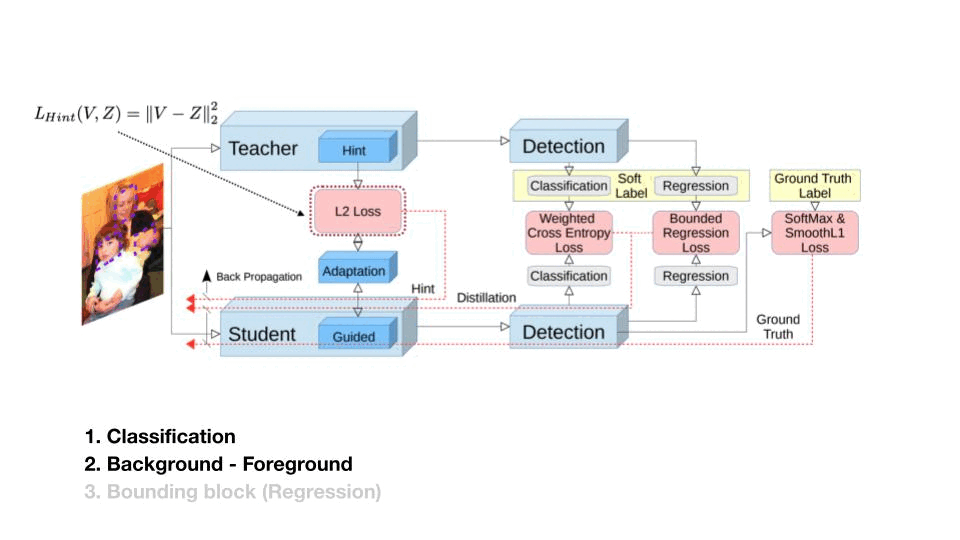 L_{Hint}(V, Z) = ‖V − Z‖²₂
Teacher
Hint
Detection
Soft
Label
Classification
Regression
Ground Truth
Label
L2 Loss
Weighted
Cross Entropy
Loss
Bounded
Regression
Loss
SoftMax &
SmoothL1
Loss
Adaptation
Back Propagation
Classification
Regression
Hint
Distillation
Student
Guided
Detection
Ground
Truth
1. Classification
2. Background - Foreground
3. Bounding block (Regression)